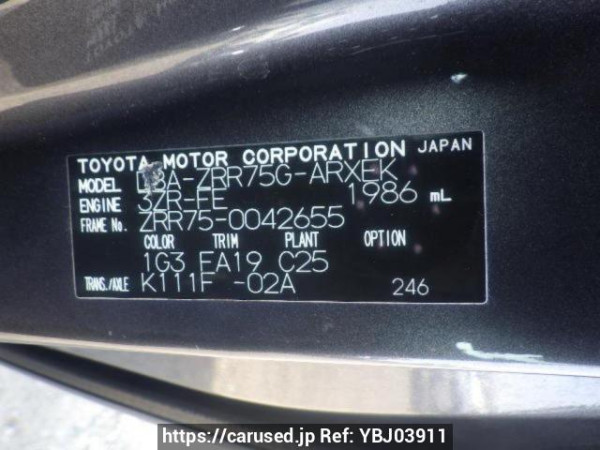 TOYOTA MOTOR CORPORATION JAPAN
MODEL DBA-ZRR75G-ARXEK
ENGINE 3ZR-FE 1986 mL
FRAME No. ZRR75-0042655
COLOR TRIM PLANT OPTION
1G3 FA19 C25
TRANS./AXLE K111F -02A 246
https://carused.jp Ref: YBJ03911